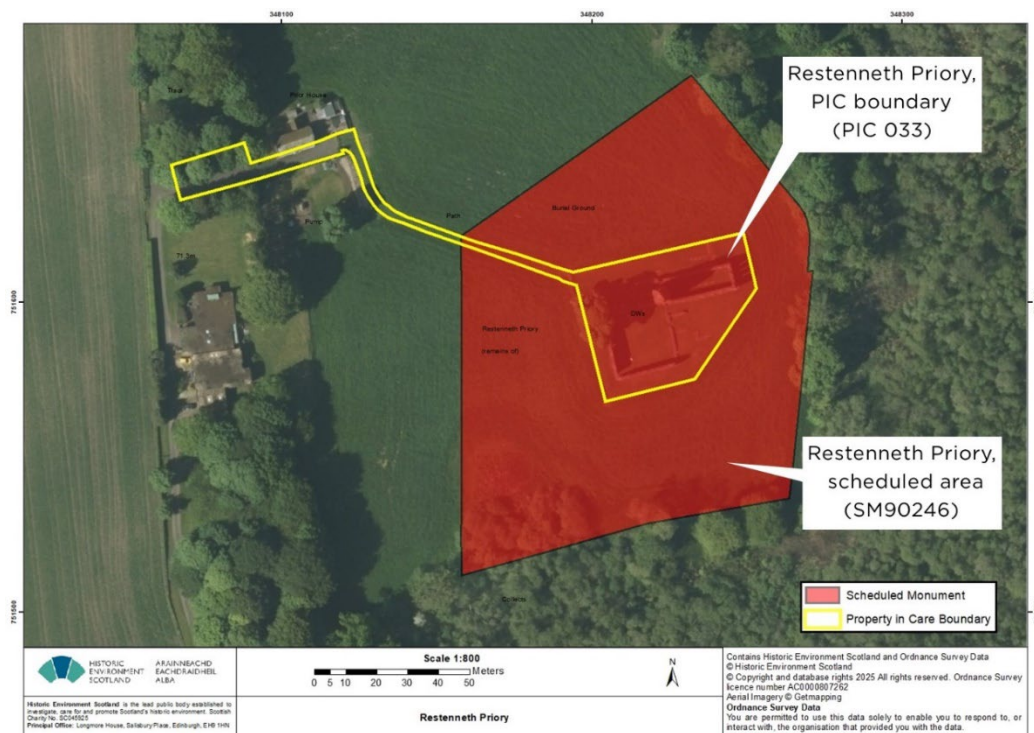 348100
348200
348300
Restenneth Priory,
PIC boundary
(PIC 033)
Path
Burial Ground
751600
Restenneth Priory
(remains of)
Restenneth Priory,
scheduled area
(SM90246)
Scheduled Monument
Property in Care Boundary
751500
HISTORIC
ENVIRONMENT
SCOTLAND
ÀRAINNEACHD
EACHDRAIDHEIL
ALBA
Historic Environment Scotland is the lead public body established to
investigate, care for and promote Scotland's historic environment. Scottish
Charity No. SC045925
Principal Office: Longmore House, Salisbury Place, Edinburgh, EH9 1HN
Scale 1:800
Meters
0 5 10 20 30 40 50
Restenneth Priory
N
Contains Historic Environment Scotland and Ordnance Survey Data
© Historic Environment Scotland
© Copyright and database rights 2025 All rights reserved. Ordnance Survey
licence number AC0000807262
Aerial Imagery © Getmapping
Ordnance Survey Data
You are permitted to use this data solely to enable you to respond to, or
interact with, the organisation that provided you with the data.